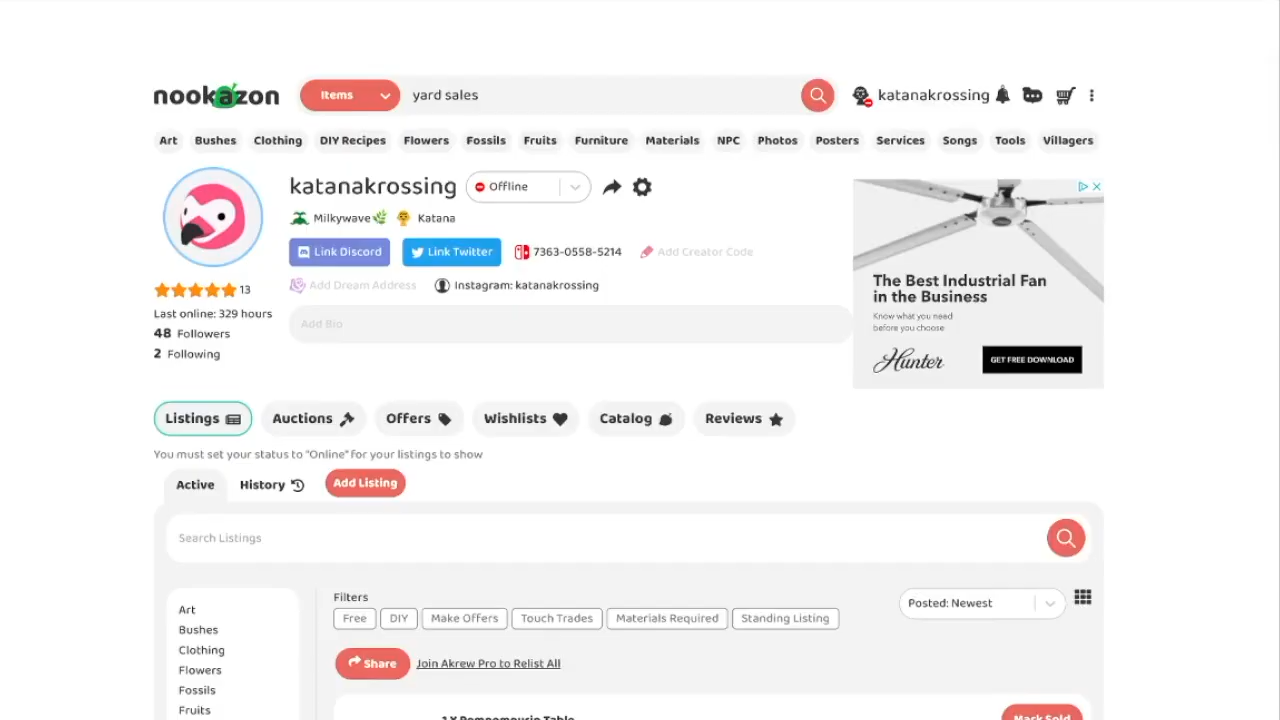 nookazon
Items
yard sales
katanakrossing
Art Bushes Clothing DIY Recipes Flowers Fossils Fruits Furniture Materials NPC Photos Posters Services Songs Tools Villagers
katanakrossing
Offline
Milkywave Katana
Link Discord Link Twitter 7363-0558-5214 Add Creator Code
13
Add Dream Address Instagram: katanakrossing
Last online: 329 hours
48 Followers
2 Following
Add Bio
The Best Industrial Fan
in the Business
Know what you need
before you choose
Hunter
GET FREE DOWNLOAD
Listings Auctions Offers Wishlists Catalog Reviews
You must set your status to "Online" for your listings to show
Active History Add Listing
Search Listings
Art
Bushes
Clothing
Flowers
Fossils
Fruits
Filters
Free DIY Make Offers Touch Trades Materials Required Standing Listing
Posted: Newest
Share Join Akrew Pro to Relist All
1 X Pompompurin Table
Mark Sold